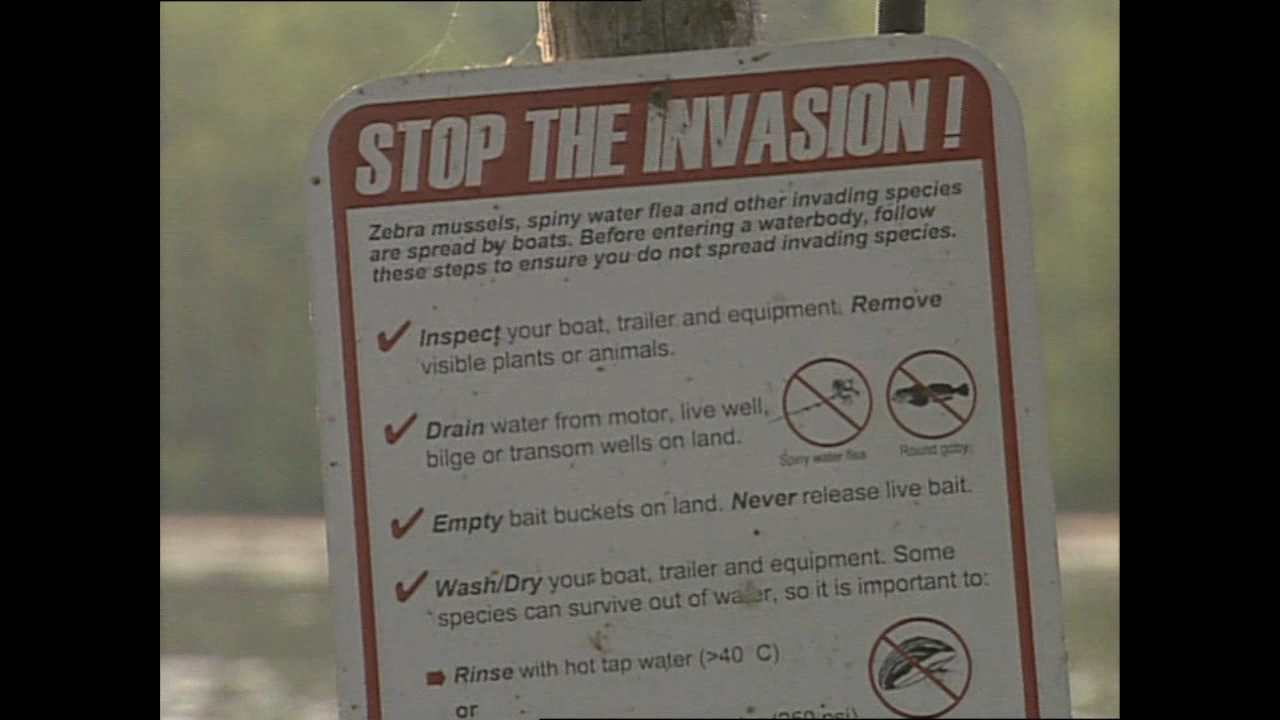 STOP THE INVASION!
Zebra mussels, spiny water flea and other invading species
are spread by boats. Before entering a waterbody, follow
these steps to ensure you do not spread invading species.
✓ Inspect your boat, trailer and equipment. Remove
visible plants or animals.
✓ Drain water from motor, live well,
bilge or transom wells on land.
Spiny water flea
Round goby
✓ Empty bait buckets on land. Never release live bait.
✓ Wash/Dry your boat, trailer and equipment. Some
species can survive out of water, so it is important to:
Rinse with hot tap water (>40 C)
or